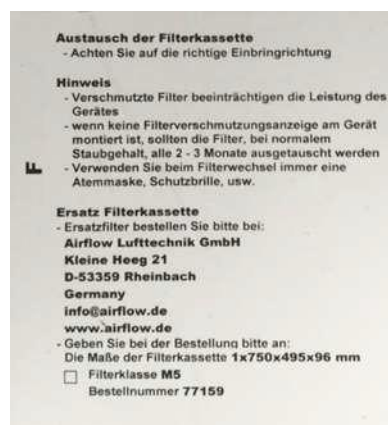 Austausch der Filterkassette
- Achten Sie auf die richtige Einbringrichtung
Hinweis
- Verschmutzte Filter beeinträchtigen die Leistung des
Gerätes
- wenn keine Filterverschmutzungsanzeige am Gerät
montiert ist, sollten die Filter, bei normalem
Staubgehalt, alle 2 - 3 Monate ausgetauscht werden
- Verwenden Sie beim Filterwechsel immer eine
Atemmaske, Schutzbrille, usw.
F
Ersatz Filterkassette
- Ersatzfilter bestellen Sie bitte bei:
Airflow Lufttechnik GmbH
Kleine Heeg 21
D-53359 Rheinbach
Germany
info@airflow.de
www.airflow.de
- Geben Sie bei der Bestellung bitte an:
Die Maße der Filterkassette 1x750x495x96 mm
Filterklasse M5
Bestellnummer 77159